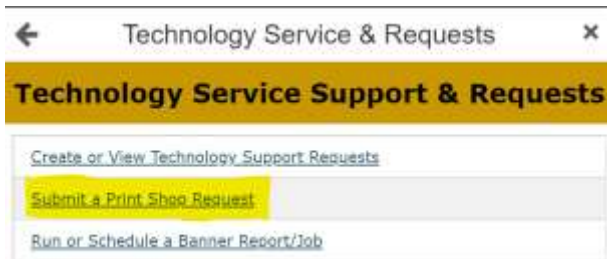 Technology Service & Requests
Technology Service Support & Requests
Create or View Technology Support Requests
Submit a Print Shop Request
Run or Schedule a Banner Report/Job